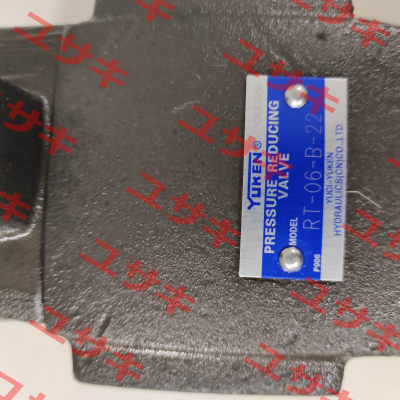 YUKEN®
PRESSURE REDUCING
VALVE
MODEL
RT-06-B-22
YUCI-YUKEN
HYDRAULICS(CN)CO.,LTD
P006
ユサキ
ユサキ
ユサキ
ユサキ
ユサキ
ユサキ
ユサキ